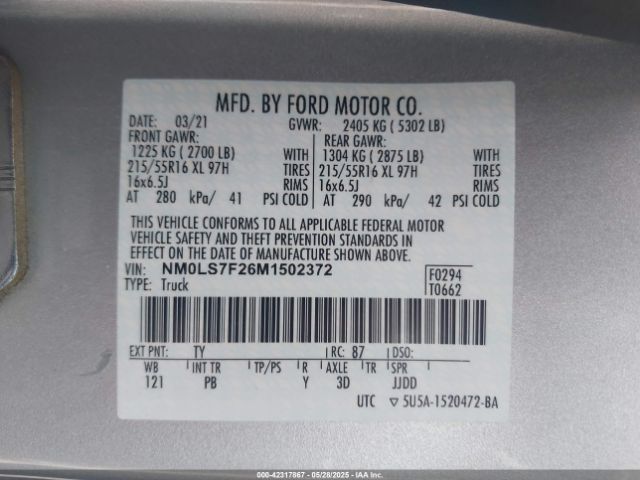 MFD. BY FORD MOTOR CO.
DATE: 03/21 GVWR: 2405 KG ( 5302 LB)
FRONT GAWR: REAR GAWR:
1225 KG ( 2700 LB) WITH 1304 KG ( 2875 LB) WITH
215/55R16 XL 97H TIRES 215/55R16 XL 97H TIRES
16x6.5J RIMS 16x6.5J RIMS
AT 280 kPa/ 41 PSI COLD AT 290 kPa/ 42 PSI COLD
THIS VEHICLE CONFORMS TO ALL APPLICABLE FEDERAL MOTOR
VEHICLE SAFETY AND THEFT PREVENTION STANDARDS IN
EFFECT ON THE DATE OF MANUFACTURE SHOWN ABOVE.
VIN: NM0LS7F26M1502372 F0294
TYPE: Truck T0662
EXT PNT: TY RC: 87 DSO:
WB INT TR TP/PS R AXLE TR SPR
121 PB Y 3D JJDD
UTC ▽ 5U5A-1520472-BA
© STOCK# 42317867 05/28/2025 IAA Inc.